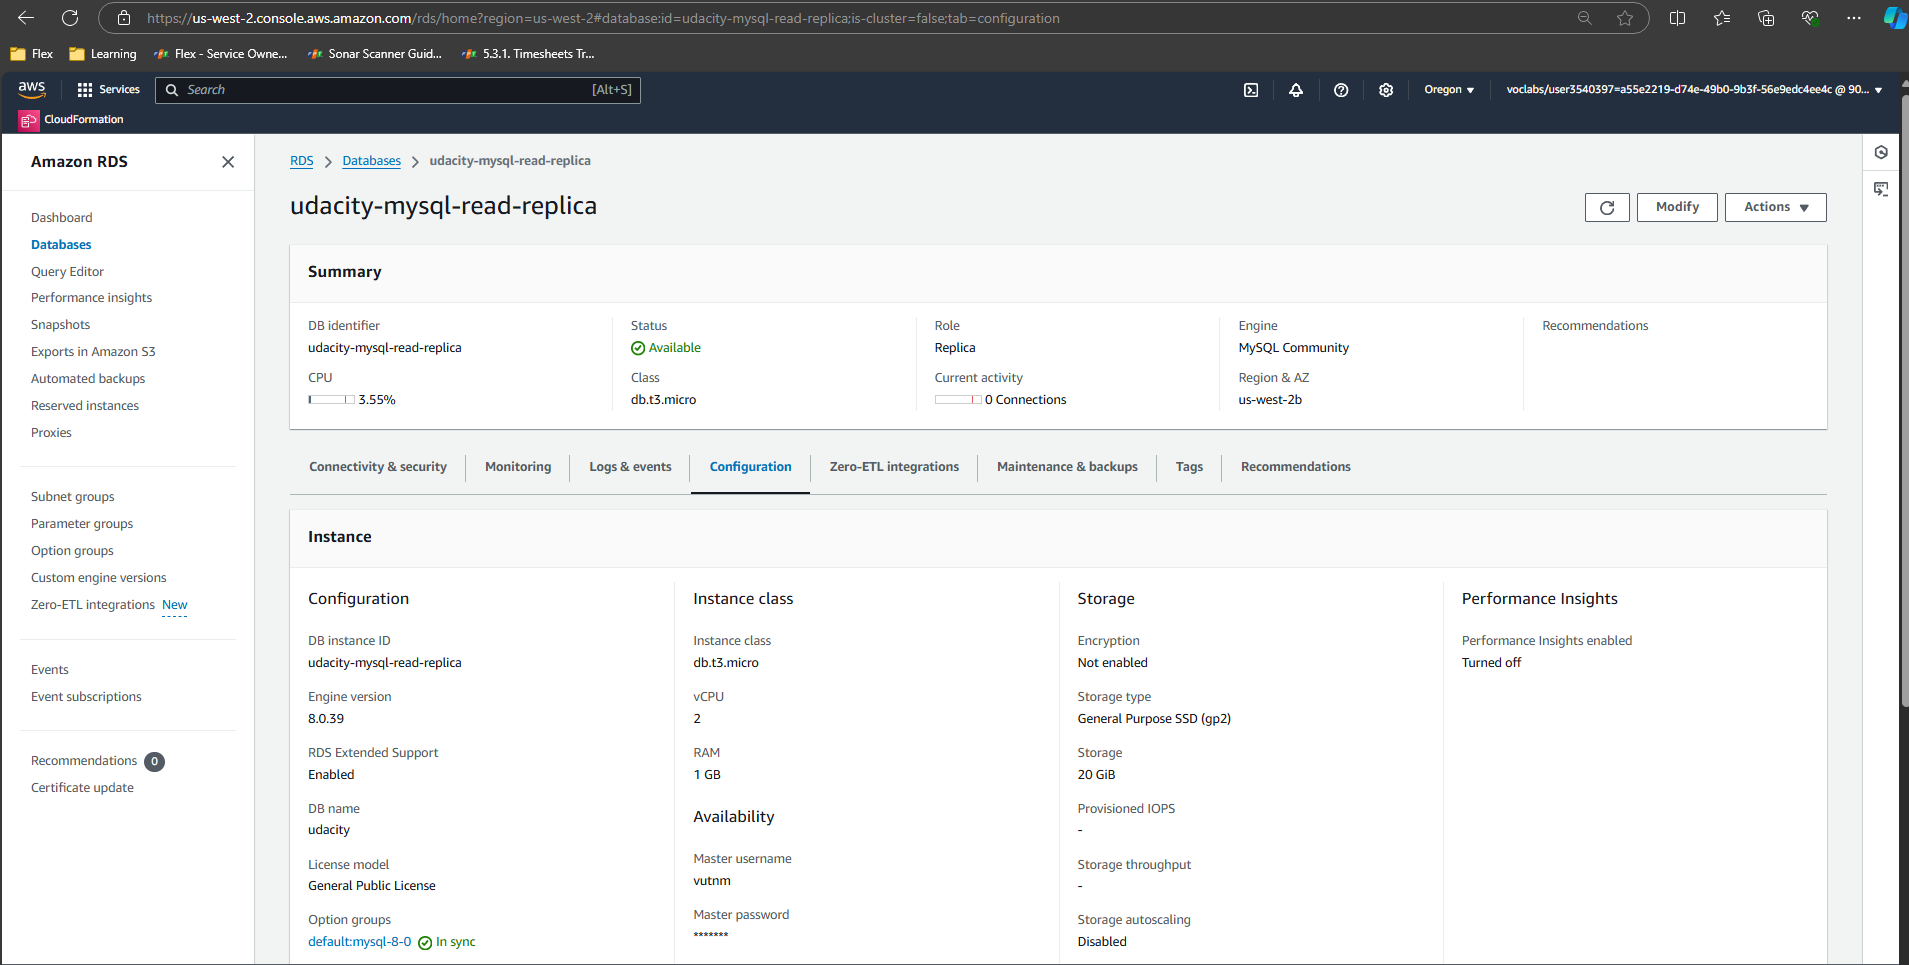 https://us-west-2.console.aws.amazon.com/rds/home?region=us-west-2#database:id=udacity-mysql-read-replica;is-cluster=false;tab=configuration
Flex
Learning
Flex - Service Owne...
Sonar Scanner Guid...
5.3.1. Timesheets Tr...
aws
Services
Search
[Alt+S]
Oregon
voclabs/user3540397=a55e2219-d74e-49b0-9b3f-56e9edc4ee4c @ 90...
CloudFormation
Amazon RDS
Dashboard
Databases
Query Editor
Performance insights
Snapshots
Exports in Amazon S3
Automated backups
Reserved instances
Proxies
Subnet groups
Parameter groups
Option groups
Custom engine versions
Zero-ETL integrations New
Events
Event subscriptions
Recommendations 0
Certificate update
RDS
Databases
udacity-mysql-read-replica
udacity-mysql-read-replica
Modify
Actions
Summary
DB identifier
udacity-mysql-read-replica
CPU
3.55%
Status
Available
Class
db.t3.micro
Role
Replica
Current activity
0 Connections
Engine
MySQL Community
Region & AZ
us-west-2b
Recommendations
Connectivity & security
Monitoring
Logs & events
Configuration
Zero-ETL integrations
Maintenance & backups
Tags
Recommendations
Instance
Configuration
DB instance ID
udacity-mysql-read-replica
Engine version
8.0.39
RDS Extended Support
Enabled
DB name
udacity
License model
General Public License
Option groups
default:mysql-8-0 In sync
Instance class
Instance class
db.t3.micro
vCPU
2
RAM
1 GB
Availability
Master username
vutnm
Master password
*******
Storage
Encryption
Not enabled
Storage type
General Purpose SSD (gp2)
Storage
20 GiB
Provisioned IOPS
-
Storage throughput
-
Storage autoscaling
Disabled
Performance Insights
Performance Insights enabled
Turned off